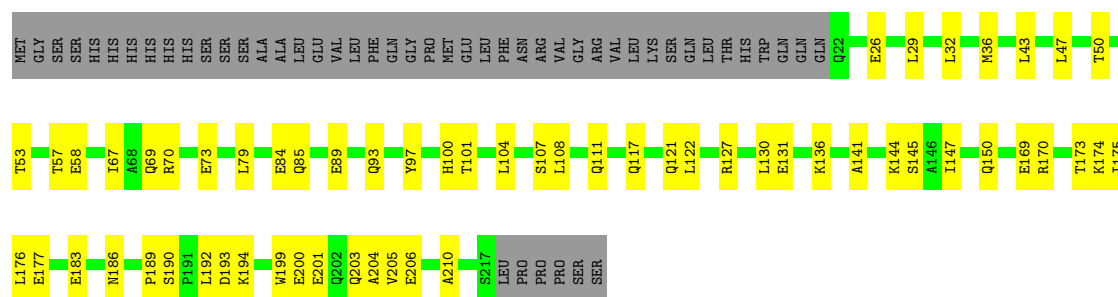 MET GLY SER SER HIS HIS HIS HIS HIS HIS SER SER SER ALA ALA LEU GLU VAL LEU PHE GLN GLY PRO MET GLU LEU PHE ASN ARG VAL GLY ARG VAL LEU LYS SER GLN LEU THR HIS TRP GLN GLN GLN Q22 E26 L29 L32 M36 L43 L47 T50
T53 T57 E58 I67 A68 Q69 R70 E73 L79 E84 Q85 E89 Q93 Y97 H100 T101 L104 S107 L108 Q111 Q117 Q121 L122 R127 L130 E131 K136 A141 K144 S145 A146 I147 Q150 E169 R170 T173 K174 I175
L176 E177 E183 N186 P189 S190 P191 L192 D193 K194 W199 E200 E201 Q202 Q203 A204 V205 E206 A210 S217 LEU PRO PRO PRO SER SER